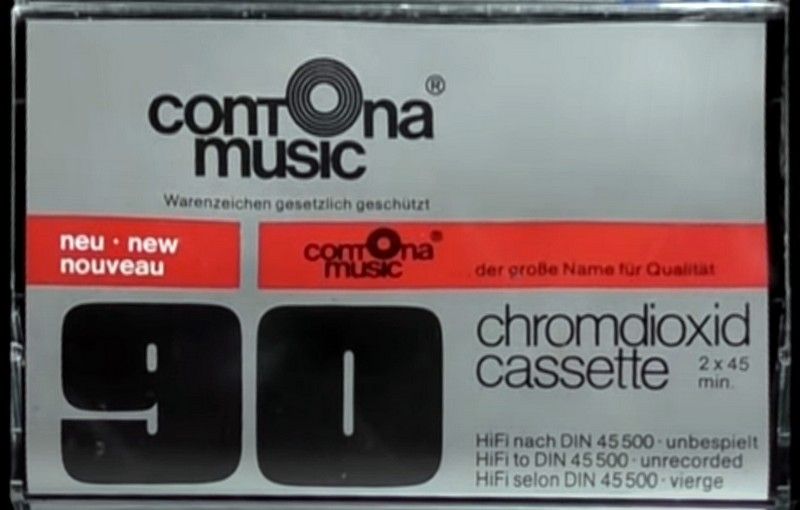 contona®
music
Warenzeichen gesetzlich geschützt
neu · new
nouveau
contona®
music
der große Name für Qualität
90
chromdioxid
cassette
2 x 45
min.
HiFi nach DIN 45 500 · unbespielt
HiFi to DIN 45 500 · unrecorded
HiFi selon DIN 45 500 · vierge